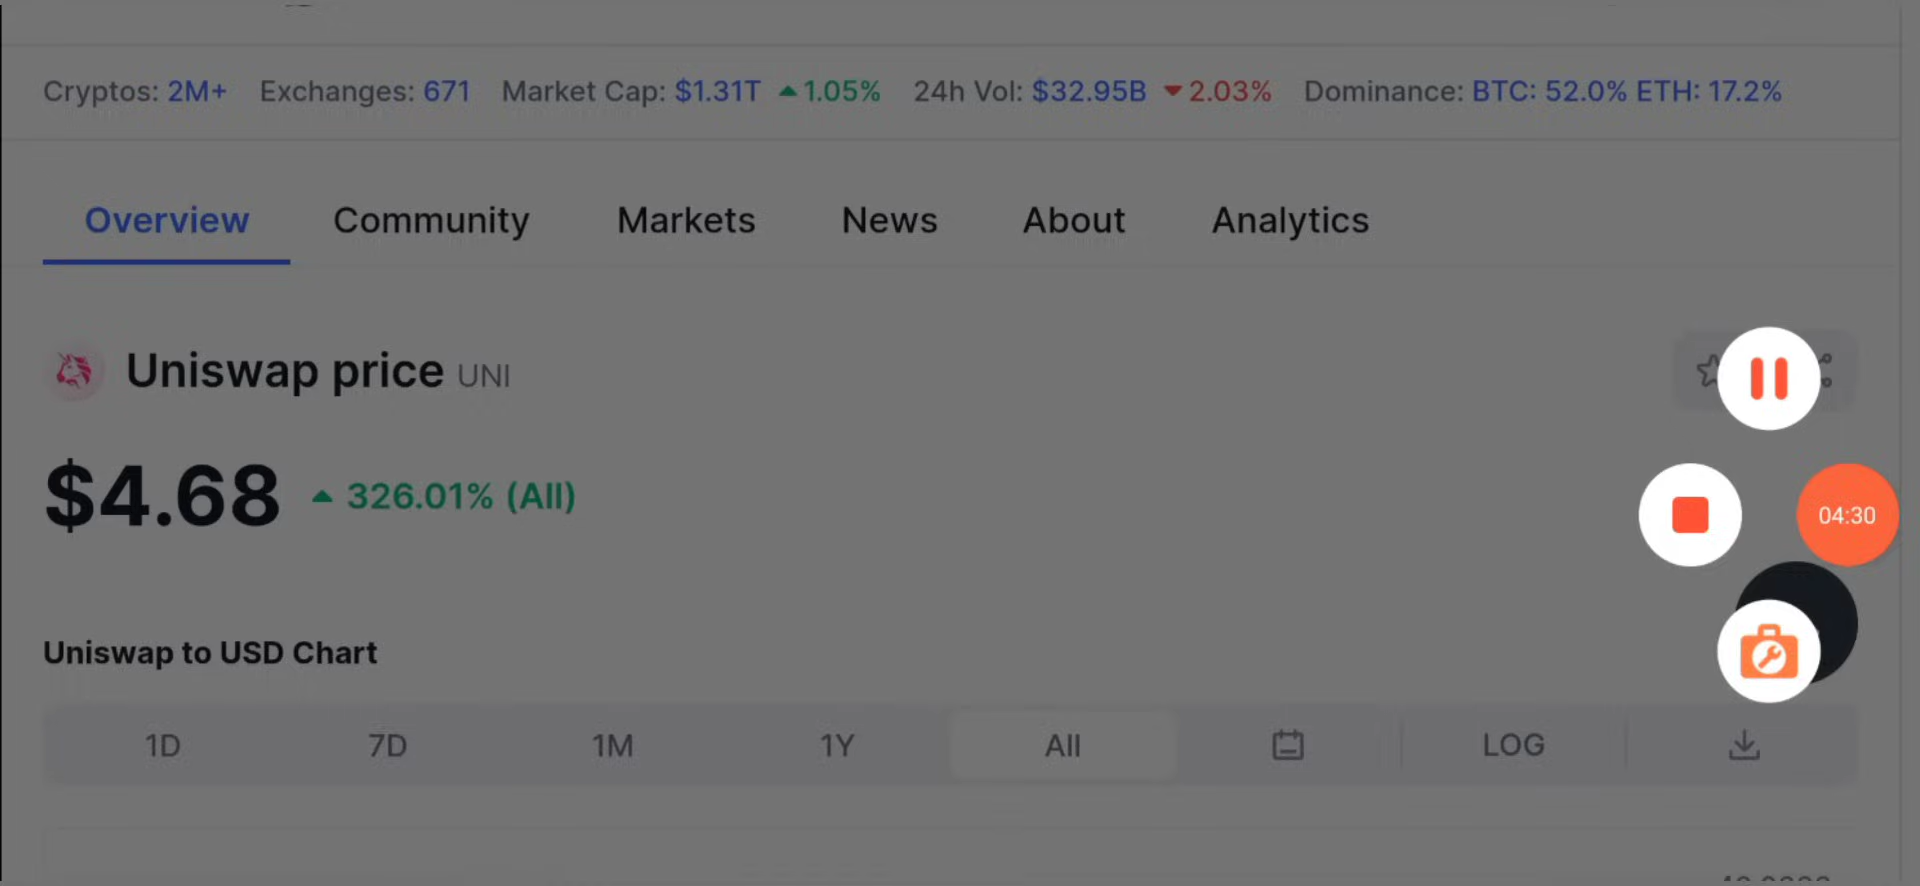 Cryptos: 2M+ Exchanges: 671 Market Cap: $1.31T 1.05% 24h Vol: $32.95B 2.03% Dominance: BTC: 52.0% ETH: 17.2%
Overview Community Markets News About Analytics
Uniswap price UNI
$4.68 326.01% (All)
04:30
Uniswap to USD Chart
1D 7D 1M 1Y All LOG